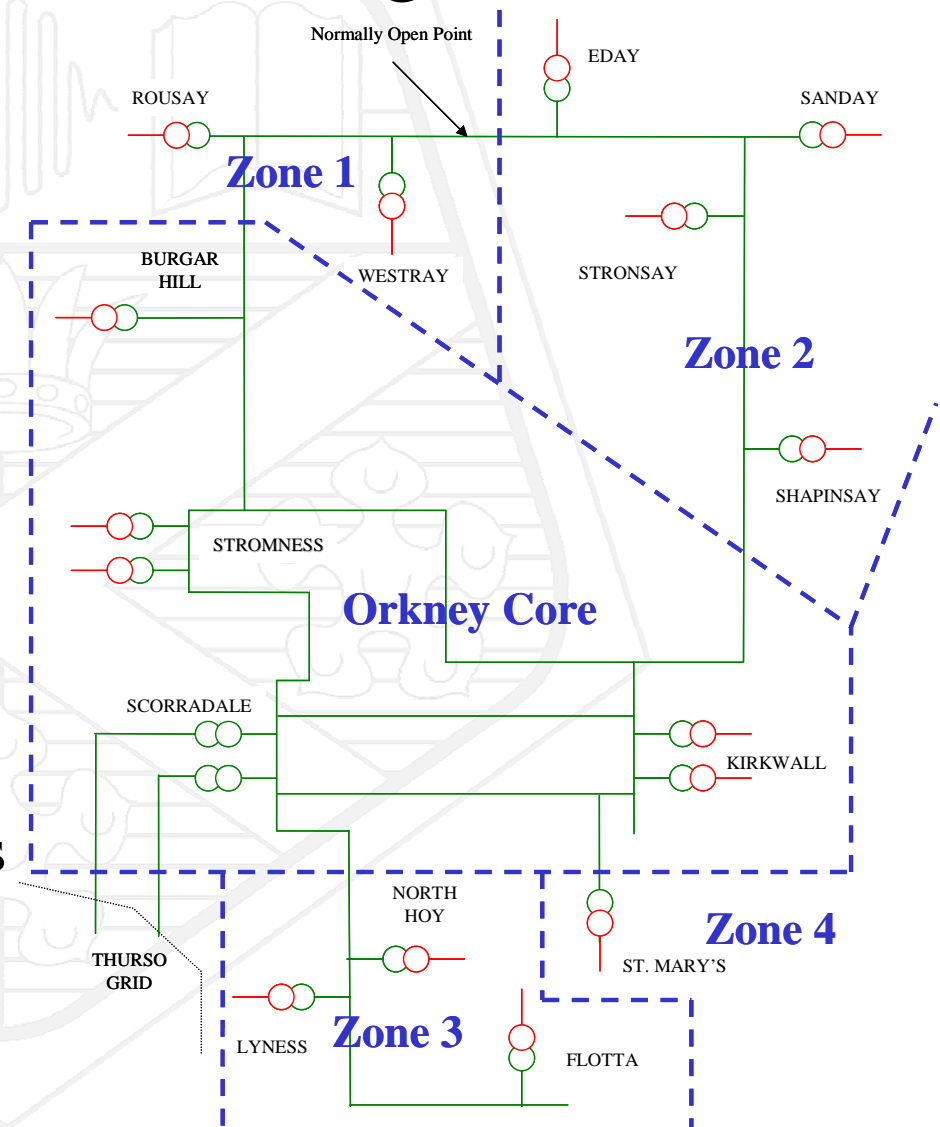 Normally Open Point
EDAY
ROUSAY
SANDAY
Zone 1
STRONSAY
BURGAR
HILL
WESTRAY
Zone 2
SHAPINSAY
STROMNESS
Orkney Core
SCORRADALE
KIRKWALL
NORTH
HOY
Zone 4
THURSO
GRID
ST. MARY'S
Zone 3
LYNESS
FLOTTA